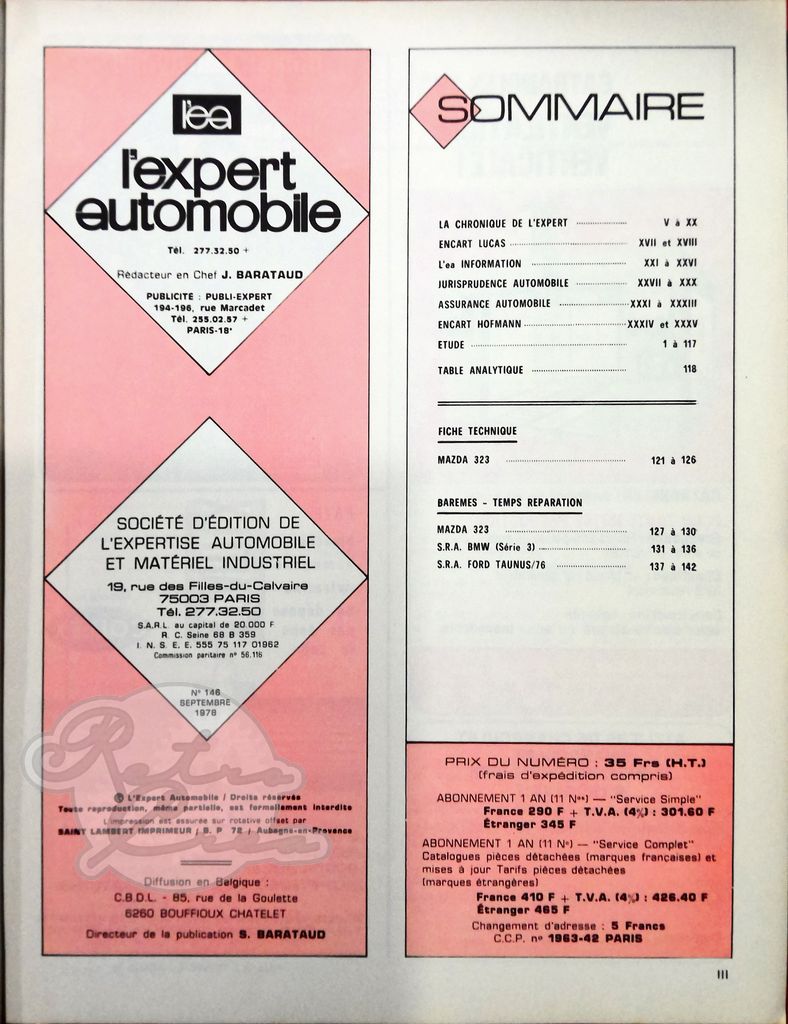 l'ea
l'expert
automobile
Tél. 277.32.50 +
Rédacteur en Chef J. BARATAUD
PUBLICITE : PUBLI-EXPERT
194-196, rue Marcadet
Tél. 255.02.57 +
PARIS-18e
SOCIÉTÉ D'ÉDITION DE
L'EXPERTISE AUTOMOBILE
ET MATÉRIEL INDUSTRIEL
19, rue des Filles-du-Calvaire
75003 PARIS
Tél. 277.32.50
S.A.R.L. au capital de 20.000 F
R. C. Seine 68 B 359
I. N. S. E. E. 555 75 117 01962
Commission paritaire n° 56.116
N° 146
SEPTEMBRE
1978
Retro
© L'Expert Automobile / Droits réservés
Toute reproduction, même partielle, est formellement interdite
L'impression est assurée sur rotative offset par
SAINT LAMBERT IMPRIMEUR / B. P 72 / Aubagne-en-Provence
Diffusion en Belgique :
C.B.D.L. - 85, rue de la Goulette
6260 BOUFFIOUX CHATELET
Directeur de la publication S. BARATAUD
SOMMAIRE
LA CHRONIQUE DE L'EXPERT ........ V à XX
ENCART LUCAS ........ XVII et XVIII
L'ea INFORMATION ........ XXI à XXVI
JURISPRUDENCE AUTOMOBILE ........ XXVII à XXX
ASSURANCE AUTOMOBILE ........ XXXI à XXXIII
ENCART HOFMANN ........ XXXIV et XXXV
ETUDE ........ 1 à 117
TABLE ANALYTIQUE ........ 118
FICHE TECHNIQUE
MAZDA 323 ........ 121 à 126
BAREMES - TEMPS REPARATION
MAZDA 323 ........ 127 à 130
S.R.A. BMW (Série 3) ........ 131 à 136
S.R.A. FORD TAUNUS/76 ........ 137 à 142
PRIX DU NUMÉRO : 35 Frs (H.T.)
(frais d'expédition compris)
ABONNEMENT 1 AN (11 Nos) — "Service Simple"
France 290 F + T.V.A. (4%) : 301.60 F
Étranger 345 F
ABONNEMENT 1 AN (11 No) — "Service Complet"
Catalogues pièces détachées (marques françaises) et
mises à jour Tarifs pièces détachées
(marques étrangères)
France 410 F + T.V.A. (4%) : 426.40 F
Étranger 465 F
Changement d'adresse : 5 Francs
C.C.P. no 1963-42 PARIS
III